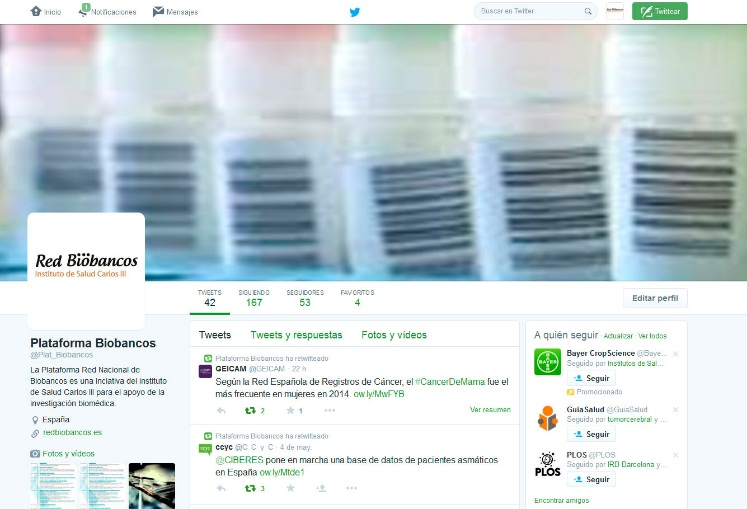 Inicio
1
Notificaciones
Mensajes
Buscar en Twitter
Twittear
Red Biobancos
Instituto de Salud Carlos III
TWEETS
42
SIGUIENDO
167
SEGUIDORES
53
FAVORITOS
4
Editar perfil
Plataforma Biobancos
@Plat_Biobancos
La Plataforma Red Nacional de
Biobancos es una inciativa del Instituto
de Salud Carlos III para el apoyo de la
investigación biomédica.
España
redbiobancos.es
Fotos y vídeos
Tweets
Tweets y respuestas
Fotos y vídeos
Plataforma Biobancos ha retwitteado
GEICAM @GEICAM · 22 h
Según la Red Española de Registros de Cáncer, el #CancerDeMama fue el
más frecuente en mujeres en 2014. ow.ly/MwFYB
2
1
Ver resumen
Plataforma Biobancos ha retwitteado
ccyc @C_C_y_C · 4 de may.
@CIBERES pone en marcha una base de datos de pacientes asmáticos
en España ow.ly/Mtde1
3
A quién seguir · Actualizar · Ver todos
BAYER
Bayer CropScience @Baye...
Seguido por Institutos de Sal...
Seguir
Promocionado
GuiaSalud @GuiaSalud
Seguido por tumorcerebral y ...
Seguir
PLOS
PLOS @PLOS
Seguido por IRD Barcelona y...
Seguir
Encontrar amigos